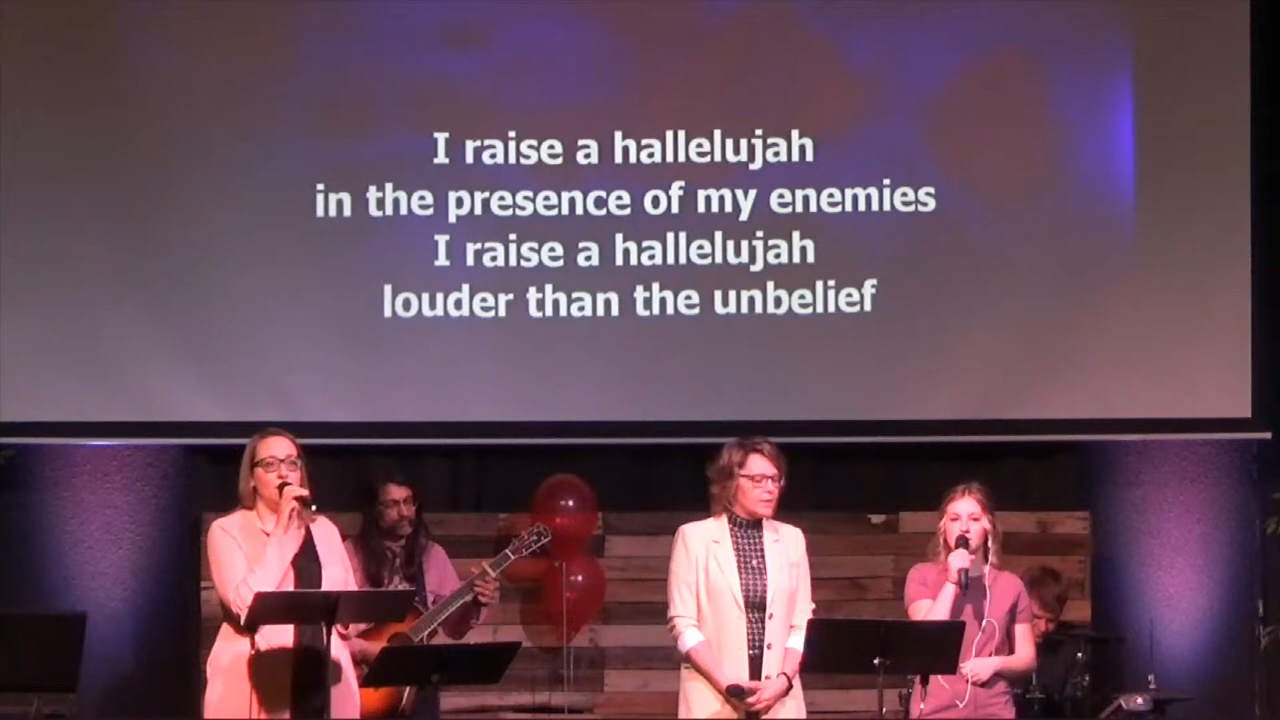 I raise a hallelujah
in the presence of my enemies
I raise a hallelujah
louder than the unbelief